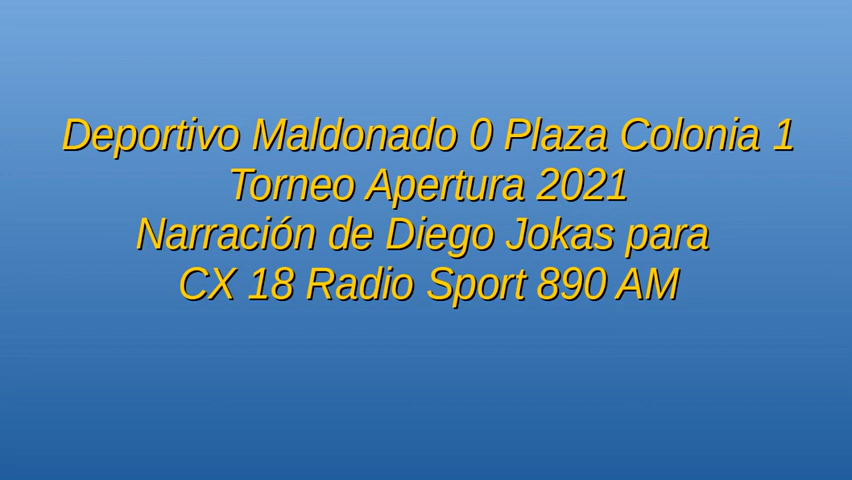 Deportivo Maldonado 0 Plaza Colonia 1
Torneo Apertura 2021
Narración de Diego Jokas para
CX 18 Radio Sport 890 AM